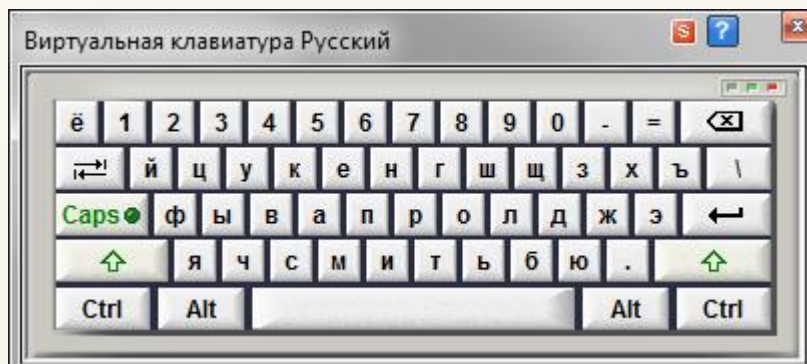 Виртуальная клавиатура Русский
S ? x
ё 1 2 3 4 5 6 7 8 9 0 - =
й ц у к е н г ш щ з х ъ \
Caps ф ы в а п р о л д ж э
я ч с м и т ь б ю .
Ctrl Alt Alt Ctrl